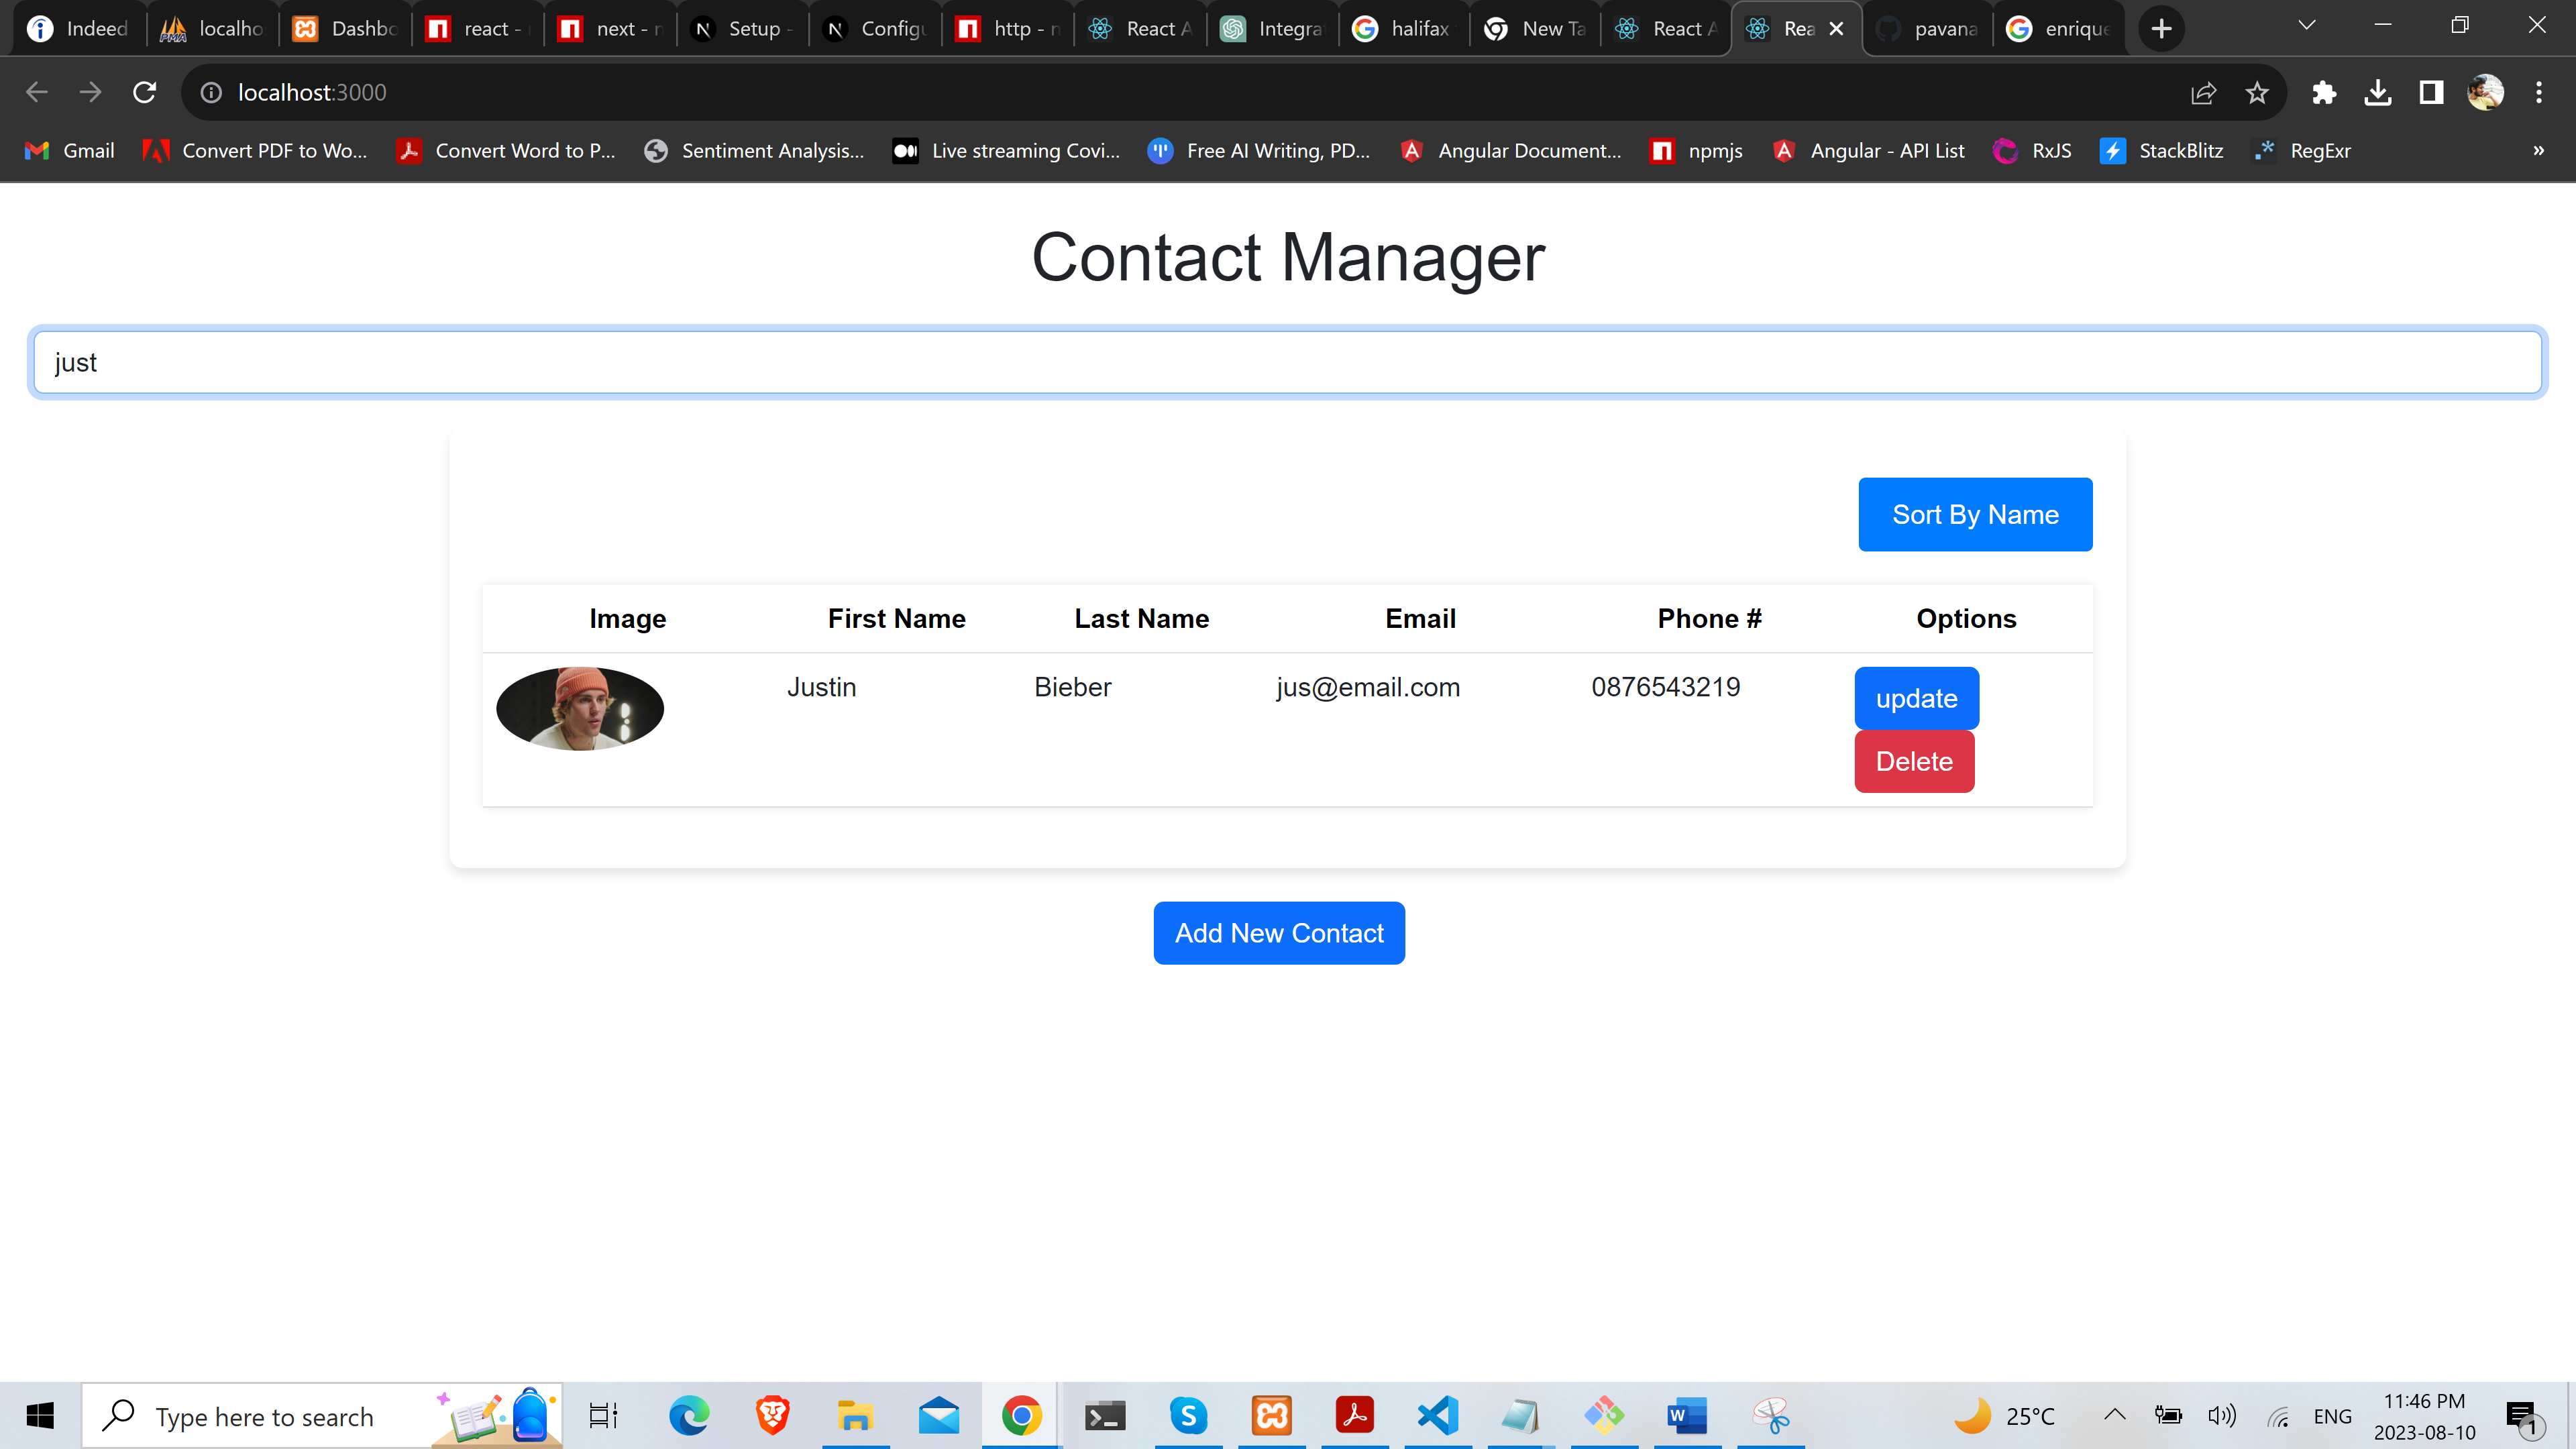 Indeed localho Dashbo react - next - n Setup - Config http - n React A Integra halifax New Ta React A Rea pavana enrique
localhost:3000
Gmail Convert PDF to Wo... Convert Word to P... Sentiment Analysis... Live streaming Covi... Free AI Writing, PD... Angular Document... npmjs Angular - API List RxJS StackBlitz RegExr »
Contact Manager
just
Sort By Name
Image First Name Last Name Email Phone # Options
Justin Bieber jus@email.com 0876543219 update
Delete
Add New Contact
Type here to search
25°C ENG
11:46 PM
2023-08-10
1